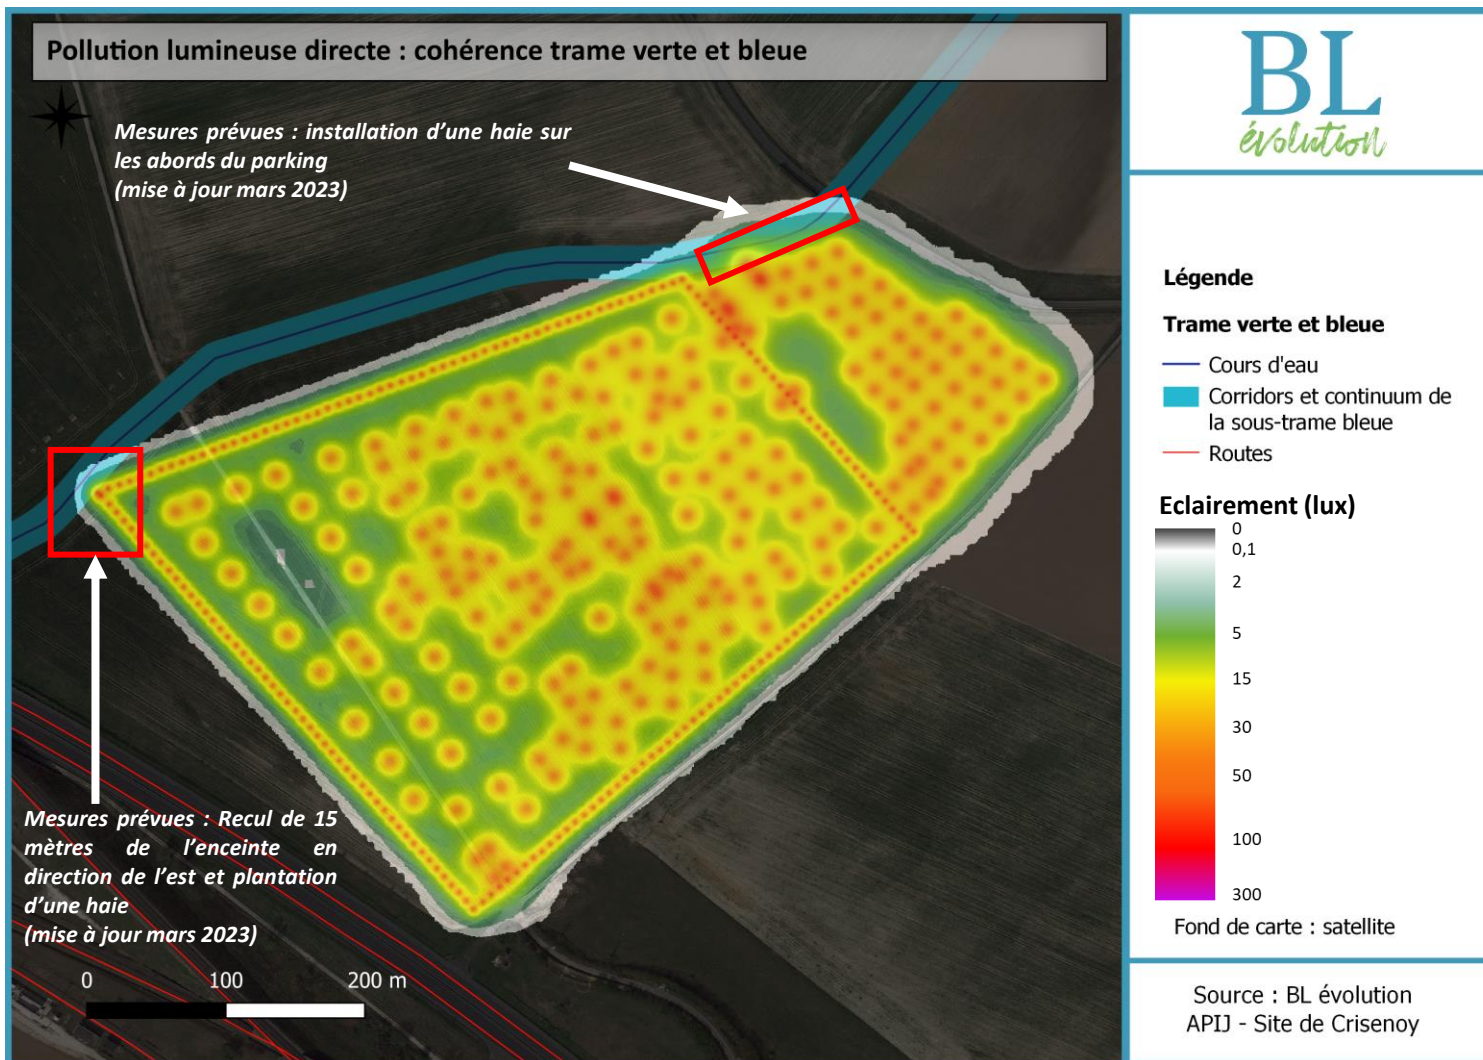 Pollution lumineuse directe : cohérence trame verte et bleue
Mesures prévues : installation d'une haie sur
les abords du parking
(mise à jour mars 2023)
Mesures prévues : Recul de 15
mètres de l'enceinte en
direction de l'est et plantation
d'une haie
(mise à jour mars 2023)
0 100 200 m
BL
évolution
Légende
Trame verte et bleue
Cours d'eau
Corridors et continuum de
la sous-trame bleue
Routes
Eclairement (lux)
0
0,1
2
5
15
30
50
100
300
Fond de carte : satellite
Source : BL évolution
APIJ - Site de Crisenoy